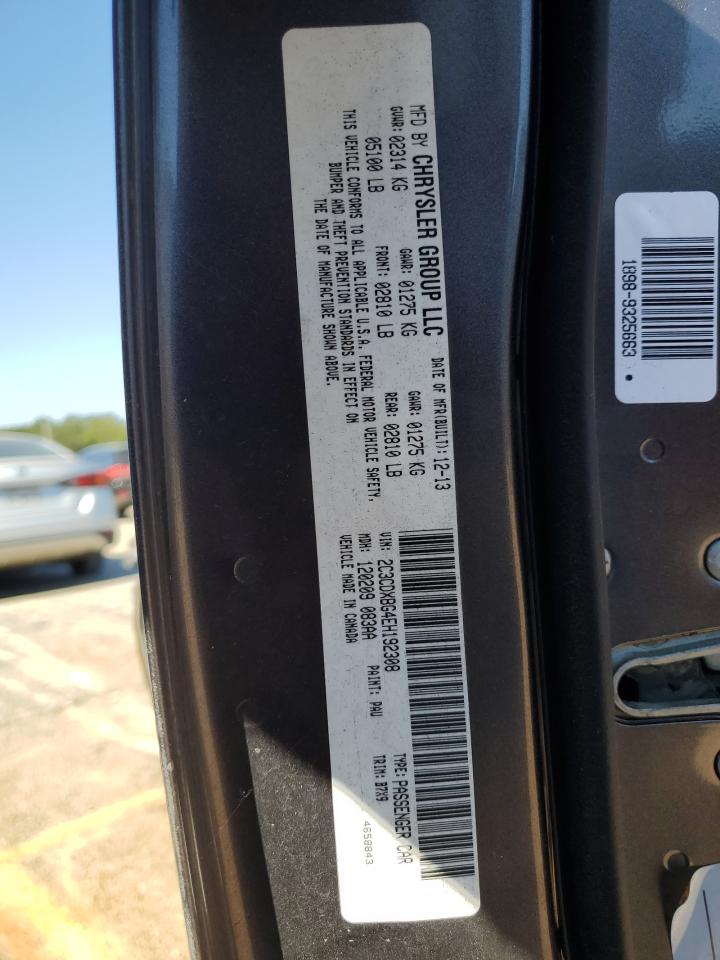 MFD BY CHRYSLER GROUP LLC DATE OF MFR(BUILT): 12-13
GVWR: 02314 KG GAWR: 01275 KG GAWR: 01275 KG
05100 LB FRONT: 02810 LB REAR: 02810 LB
THIS VEHICLE CONFORMS TO ALL APPLICABLE U.S.A. FEDERAL MOTOR VEHICLE SAFETY,
BUMPER AND THEFT PREVENTION STANDARDS IN EFFECT ON
THE DATE OF MANUFACTURE SHOWN ABOVE.
VIN: 2C3CDXBG4EH192308 TYPE: PASSENGER CAR
MDH: 120209 083AA PAINT: PAU TRIM: B7X9
VEHICLE MADE IN CANADA 4658843
1898-9325663